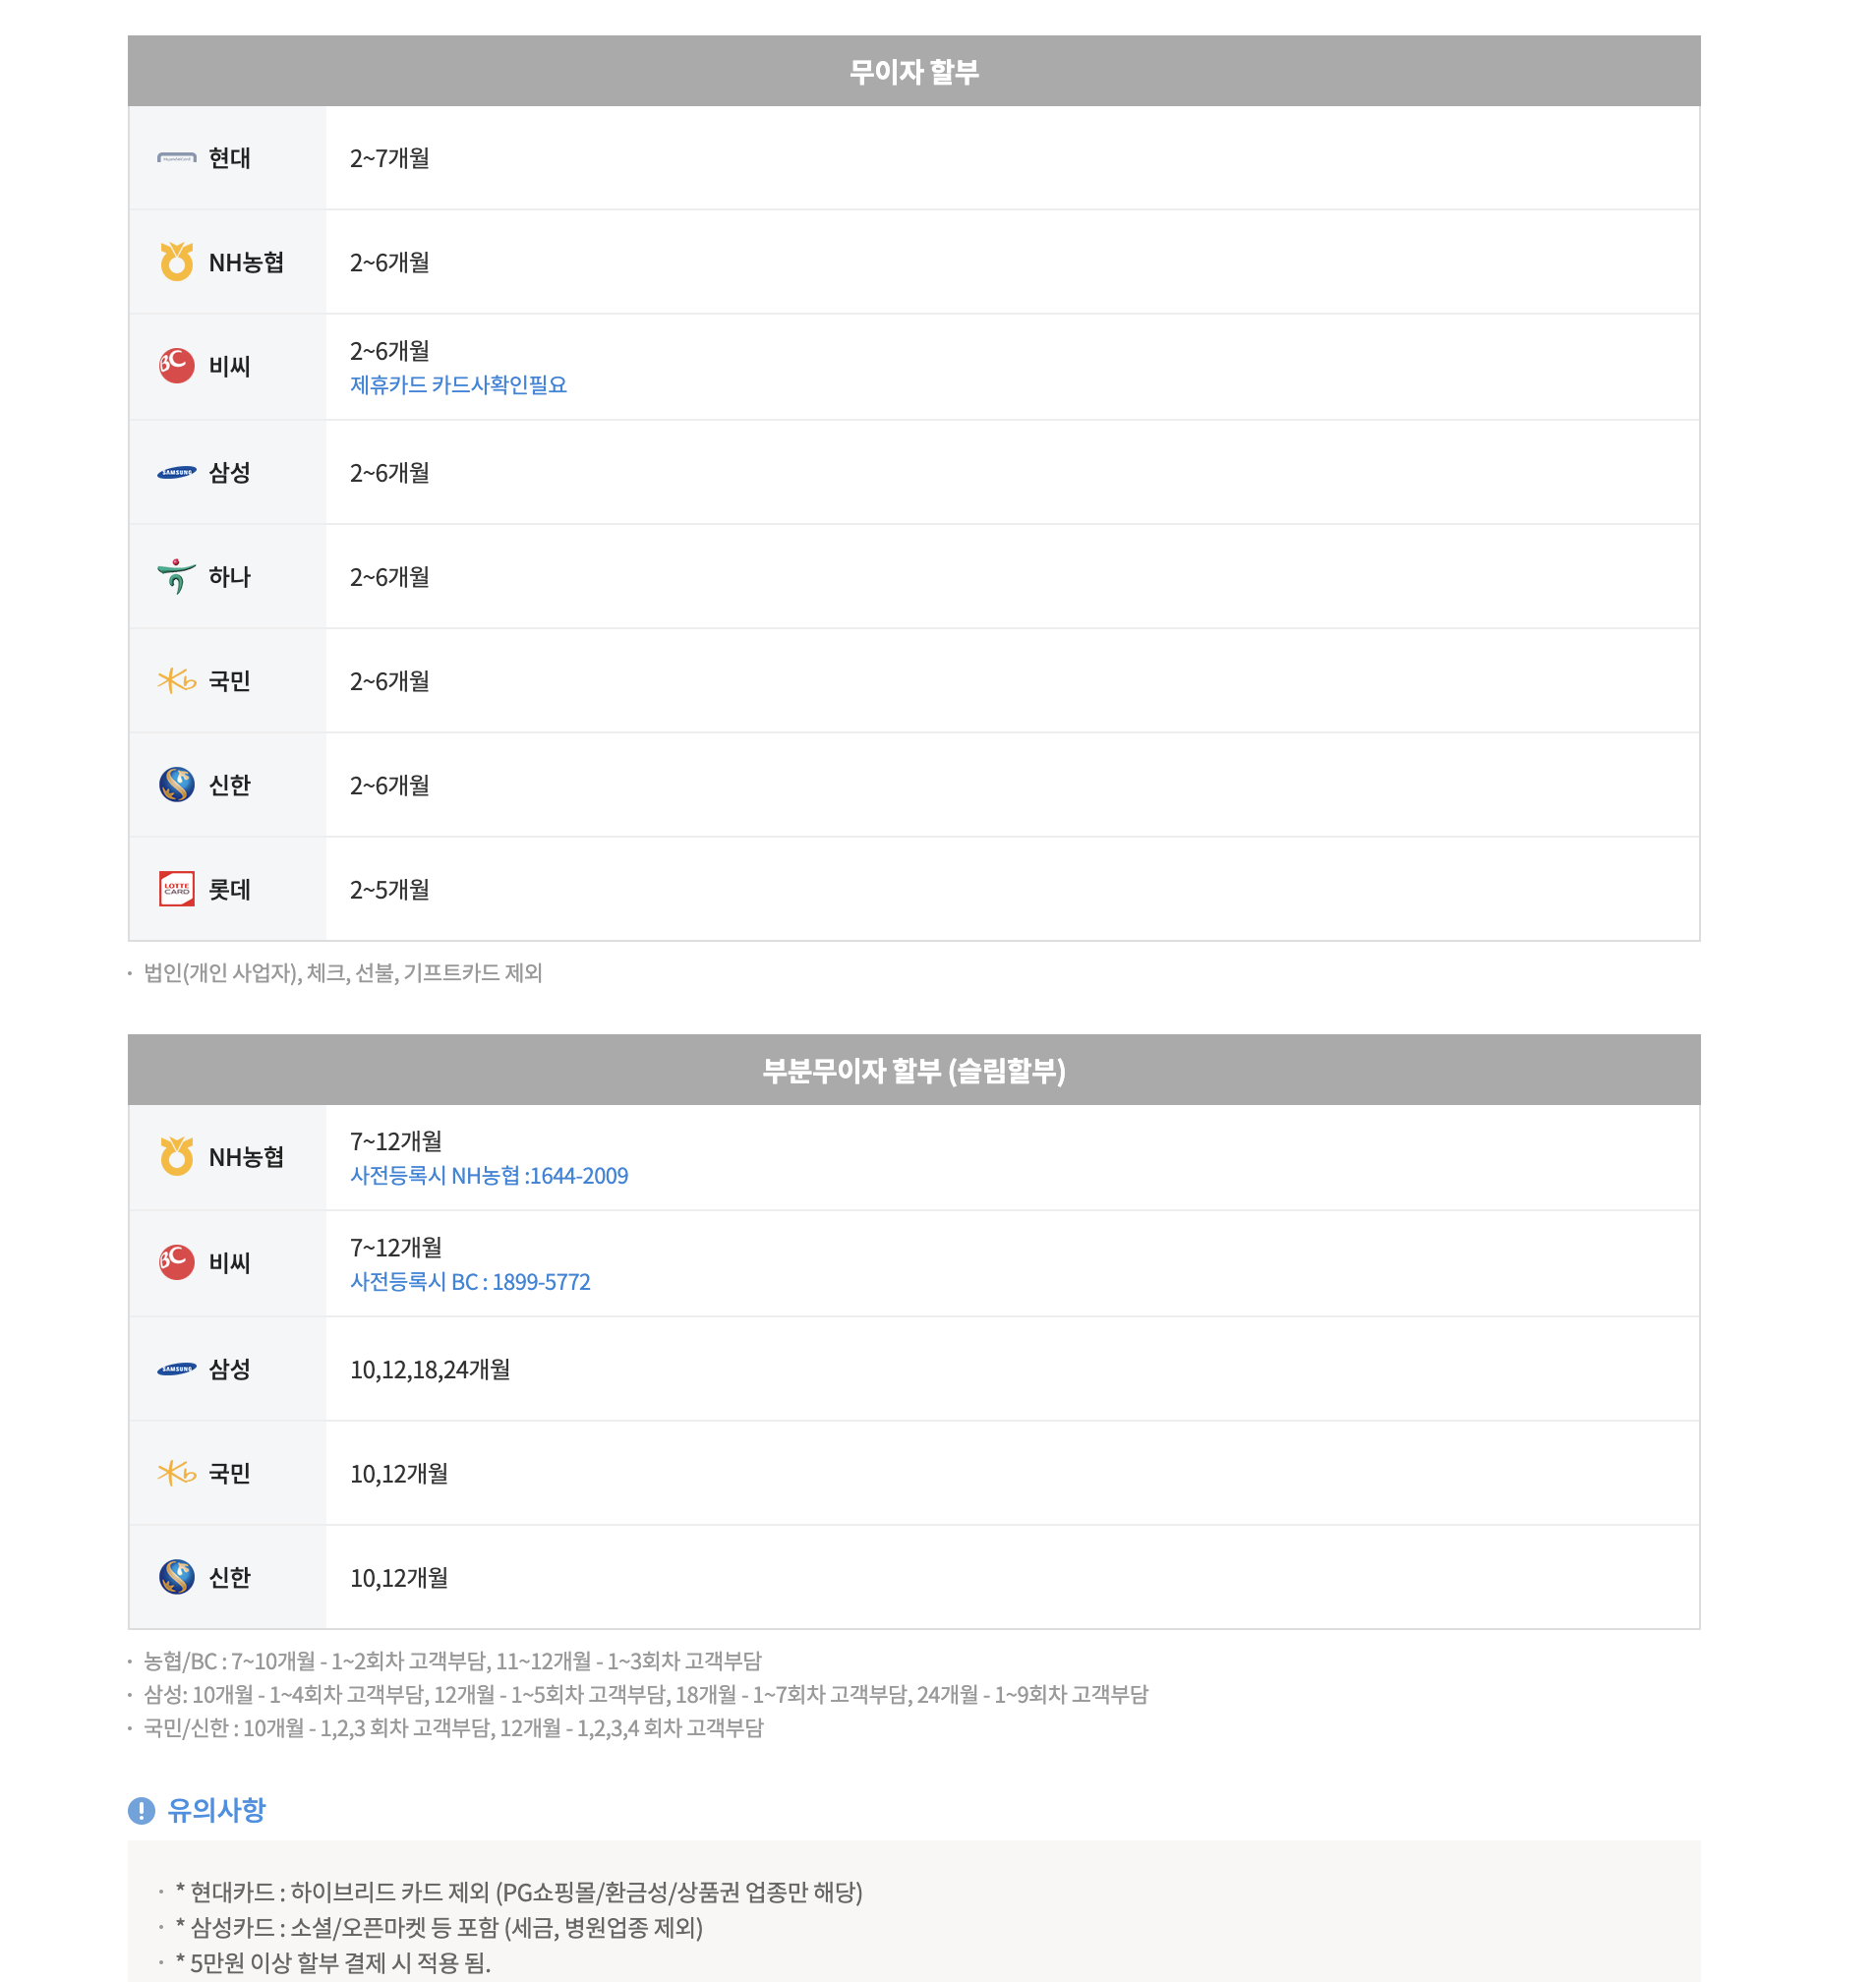 무이자 할부
현대
2~7개월
NH농협
2~6개월
BC
비씨
2~6개월
제휴카드 카드사확인필요
SAMSUNG
삼성
2~6개월
하나
2~6개월
국민
2~6개월
신한
2~6개월
LOTTE
CARD
롯데
2~5개월
· 법인(개인 사업자), 체크, 선불, 기프트카드 제외
부분무이자 할부 (슬림할부)
NH농협
7~12개월
사전등록시 NH농협 :1644-2009
BC
비씨
7~12개월
사전등록시 BC : 1899-5772
SAMSUNG
삼성
10,12,18,24개월
국민
10,12개월
신한
10,12개월
· 농협/BC : 7~10개월 - 1~2회차 고객부담, 11~12개월 - 1~3회차 고객부담
· 삼성: 10개월 - 1~4회차 고객부담, 12개월 - 1~5회차 고객부담, 18개월 - 1~7회차 고객부담, 24개월 - 1~9회차 고객부담
· 국민/신한 : 10개월 - 1,2,3 회차 고객부담, 12개월 - 1,2,3,4 회차 고객부담
유의사항
· * 현대카드 : 하이브리드 카드 제외 (PG쇼핑몰/환금성/상품권 업종만 해당)
· * 삼성카드 : 소셜/오픈마켓 등 포함 (세금, 병원업종 제외)
· * 5만원 이상 할부 결제 시 적용 됨.